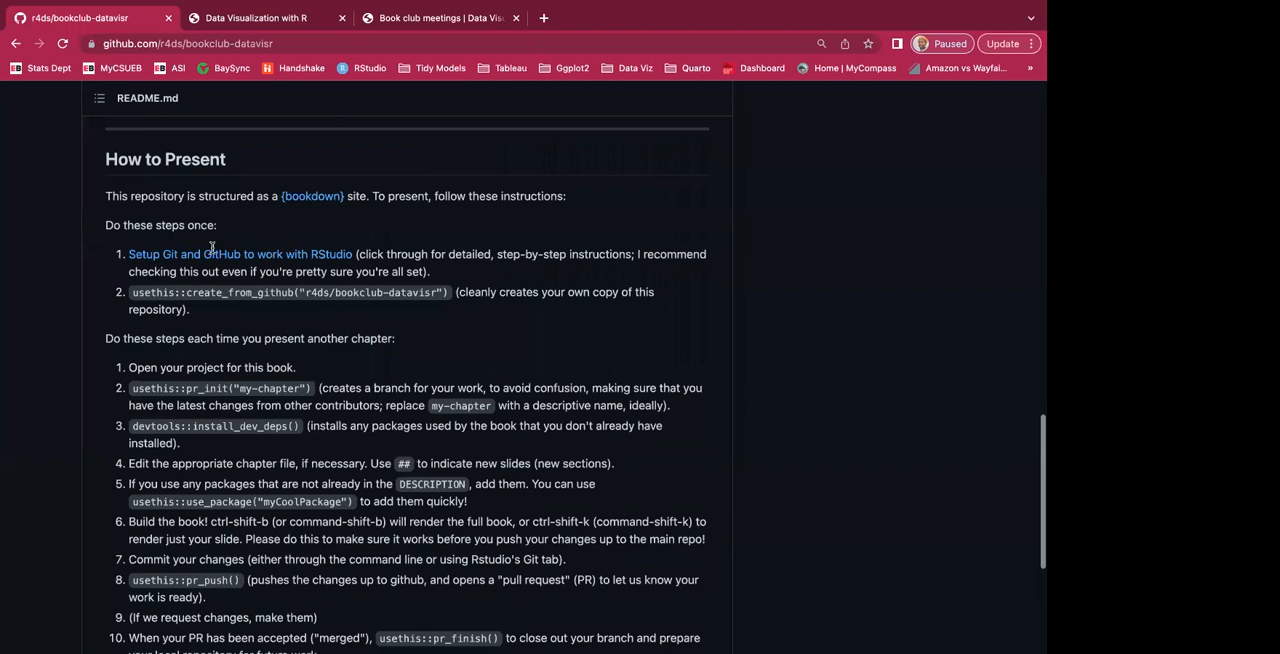 r4ds/bookclub-datavisr
Data Visualization with R
Book club meetings | Data Vis
github.com/r4ds/bookclub-datavisr
Paused
Update
Stats Dept
MyCSUEB
ASI
BaySync
Handshake
RStudio
Tidy Models
Tableau
Ggplot2
Data Viz
Quarto
Dashboard
Home | MyCompass
Amazon vs Wayfai...
»
README.md
How to Present
This repository is structured as a {bookdown} site. To present, follow these instructions:
Do these steps once:
1. Setup Git and GitHub to work with RStudio (click through for detailed, step-by-step instructions; I recommend
checking this out even if you're pretty sure you're all set).
2. usethis::create_from_github("r4ds/bookclub-datavisr") (cleanly creates your own copy of this
repository).
Do these steps each time you present another chapter:
1. Open your project for this book.
2. usethis::pr_init("my-chapter") (creates a branch for your work, to avoid confusion, making sure that you
have the latest changes from other contributors; replace my-chapter with a descriptive name, ideally).
3. devtools::install_dev_deps() (installs any packages used by the book that you don't already have
installed).
4. Edit the appropriate chapter file, if necessary. Use ## to indicate new slides (new sections).
5. If you use any packages that are not already in the DESCRIPTION, add them. You can use
usethis::use_package("myCoolPackage") to add them quickly!
6. Build the book! ctrl-shift-b (or command-shift-b) will render the full book, or ctrl-shift-k (command-shift-k) to
render just your slide. Please do this to make sure it works before you push your changes up to the main repo!
7. Commit your changes (either through the command line or using Rstudio's Git tab).
8. usethis::pr_push() (pushes the changes up to github, and opens a "pull request" (PR) to let us know your
work is ready).
9. (If we request changes, make them)
10. When your PR has been accepted ("merged"), usethis::pr_finish() to close out your branch and prepare
your local repository for future work.